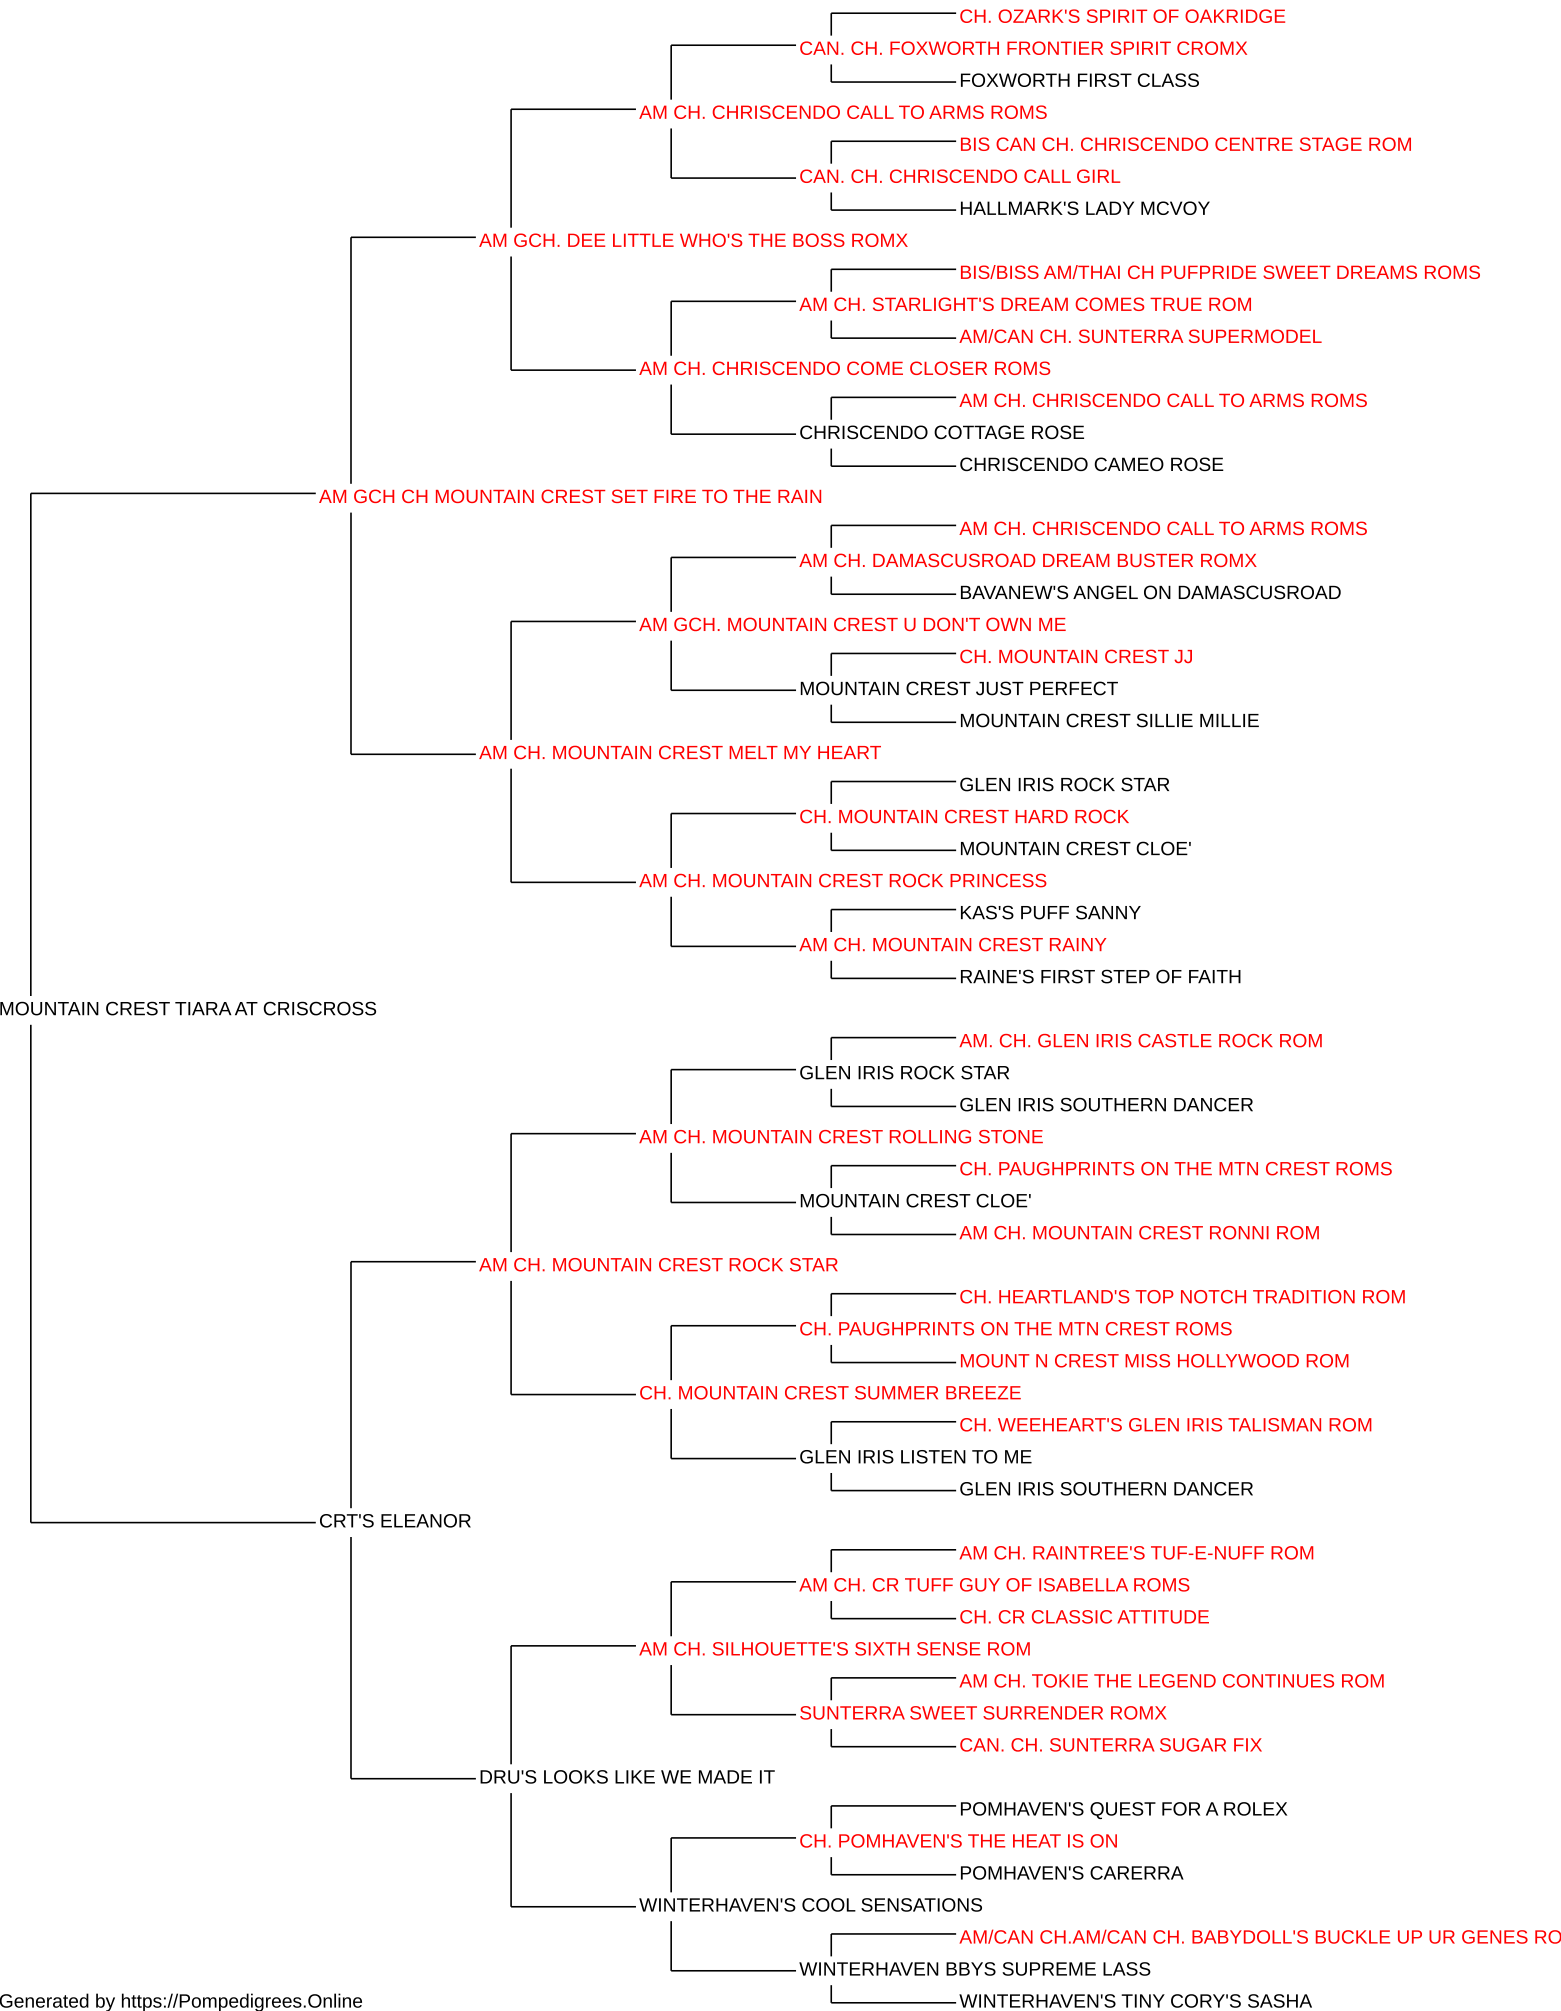 CH. OZARK'S SPIRIT OF OAKRIDGE
CAN. CH. FOXWORTH FRONTIER SPIRIT CROMX
FOXWORTH FIRST CLASS
AM CH. CHRISCENDO CALL TO ARMS ROMS
BIS CAN CH. CHRISCENDO CENTRE STAGE ROM
CAN. CH. CHRISCENDO CALL GIRL
HALLMARK'S LADY MCVOY
AM GCH. DEE LITTLE WHO'S THE BOSS ROMX
BIS/BISS AM/THAI CH PUFPRIDE SWEET DREAMS ROMS
AM CH. STARLIGHT'S DREAM COMES TRUE ROM
AM/CAN CH. SUNTERRA SUPERMODEL
AM CH. CHRISCENDO COME CLOSER ROMS
AM CH. CHRISCENDO CALL TO ARMS ROMS
CHRISCENDO COTTAGE ROSE
CHRISCENDO CAMEO ROSE
AM GCH CH MOUNTAIN CREST SET FIRE TO THE RAIN
AM CH. CHRISCENDO CALL TO ARMS ROMS
AM CH. DAMASCUSROAD DREAM BUSTER ROMX
BAVANEW'S ANGEL ON DAMASCUSROAD
AM GCH. MOUNTAIN CREST U DON'T OWN ME
CH. MOUNTAIN CREST JJ
MOUNTAIN CREST JUST PERFECT
MOUNTAIN CREST SILLIE MILLIE
AM CH. MOUNTAIN CREST MELT MY HEART
GLEN IRIS ROCK STAR
CH. MOUNTAIN CREST HARD ROCK
MOUNTAIN CREST CLOE'
AM CH. MOUNTAIN CREST ROCK PRINCESS
KAS'S PUFF SANNY
AM CH. MOUNTAIN CREST RAINY
RAINE'S FIRST STEP OF FAITH
MOUNTAIN CREST TIARA AT CRISCROSS
AM. CH. GLEN IRIS CASTLE ROCK ROM
GLEN IRIS ROCK STAR
GLEN IRIS SOUTHERN DANCER
AM CH. MOUNTAIN CREST ROLLING STONE
CH. PAUGHPRINTS ON THE MTN CREST ROMS
MOUNTAIN CREST CLOE'
AM CH. MOUNTAIN CREST RONNI ROM
AM CH. MOUNTAIN CREST ROCK STAR
CH. HEARTLAND'S TOP NOTCH TRADITION ROM
CH. PAUGHPRINTS ON THE MTN CREST ROMS
MOUNT N CREST MISS HOLLYWOOD ROM
CH. MOUNTAIN CREST SUMMER BREEZE
CH. WEEHEART'S GLEN IRIS TALISMAN ROM
GLEN IRIS LISTEN TO ME
GLEN IRIS SOUTHERN DANCER
CRT'S ELEANOR
AM CH. RAINTREE'S TUF-E-NUFF ROM
AM CH. CR TUFF GUY OF ISABELLA ROMS
CH. CR CLASSIC ATTITUDE
AM CH. SILHOUETTE'S SIXTH SENSE ROM
AM CH. TOKIE THE LEGEND CONTINUES ROM
SUNTERRA SWEET SURRENDER ROMX
CAN. CH. SUNTERRA SUGAR FIX
DRU'S LOOKS LIKE WE MADE IT
POMHAVEN'S QUEST FOR A ROLEX
CH. POMHAVEN'S THE HEAT IS ON
POMHAVEN'S CARERRA
WINTERHAVEN'S COOL SENSATIONS
AM/CAN CH.AM/CAN CH. BABYDOLL'S BUCKLE UP UR GENES RO
WINTERHAVEN BBYS SUPREME LASS
WINTERHAVEN'S TINY CORY'S SASHA
Generated by https://Pompedigrees.Online